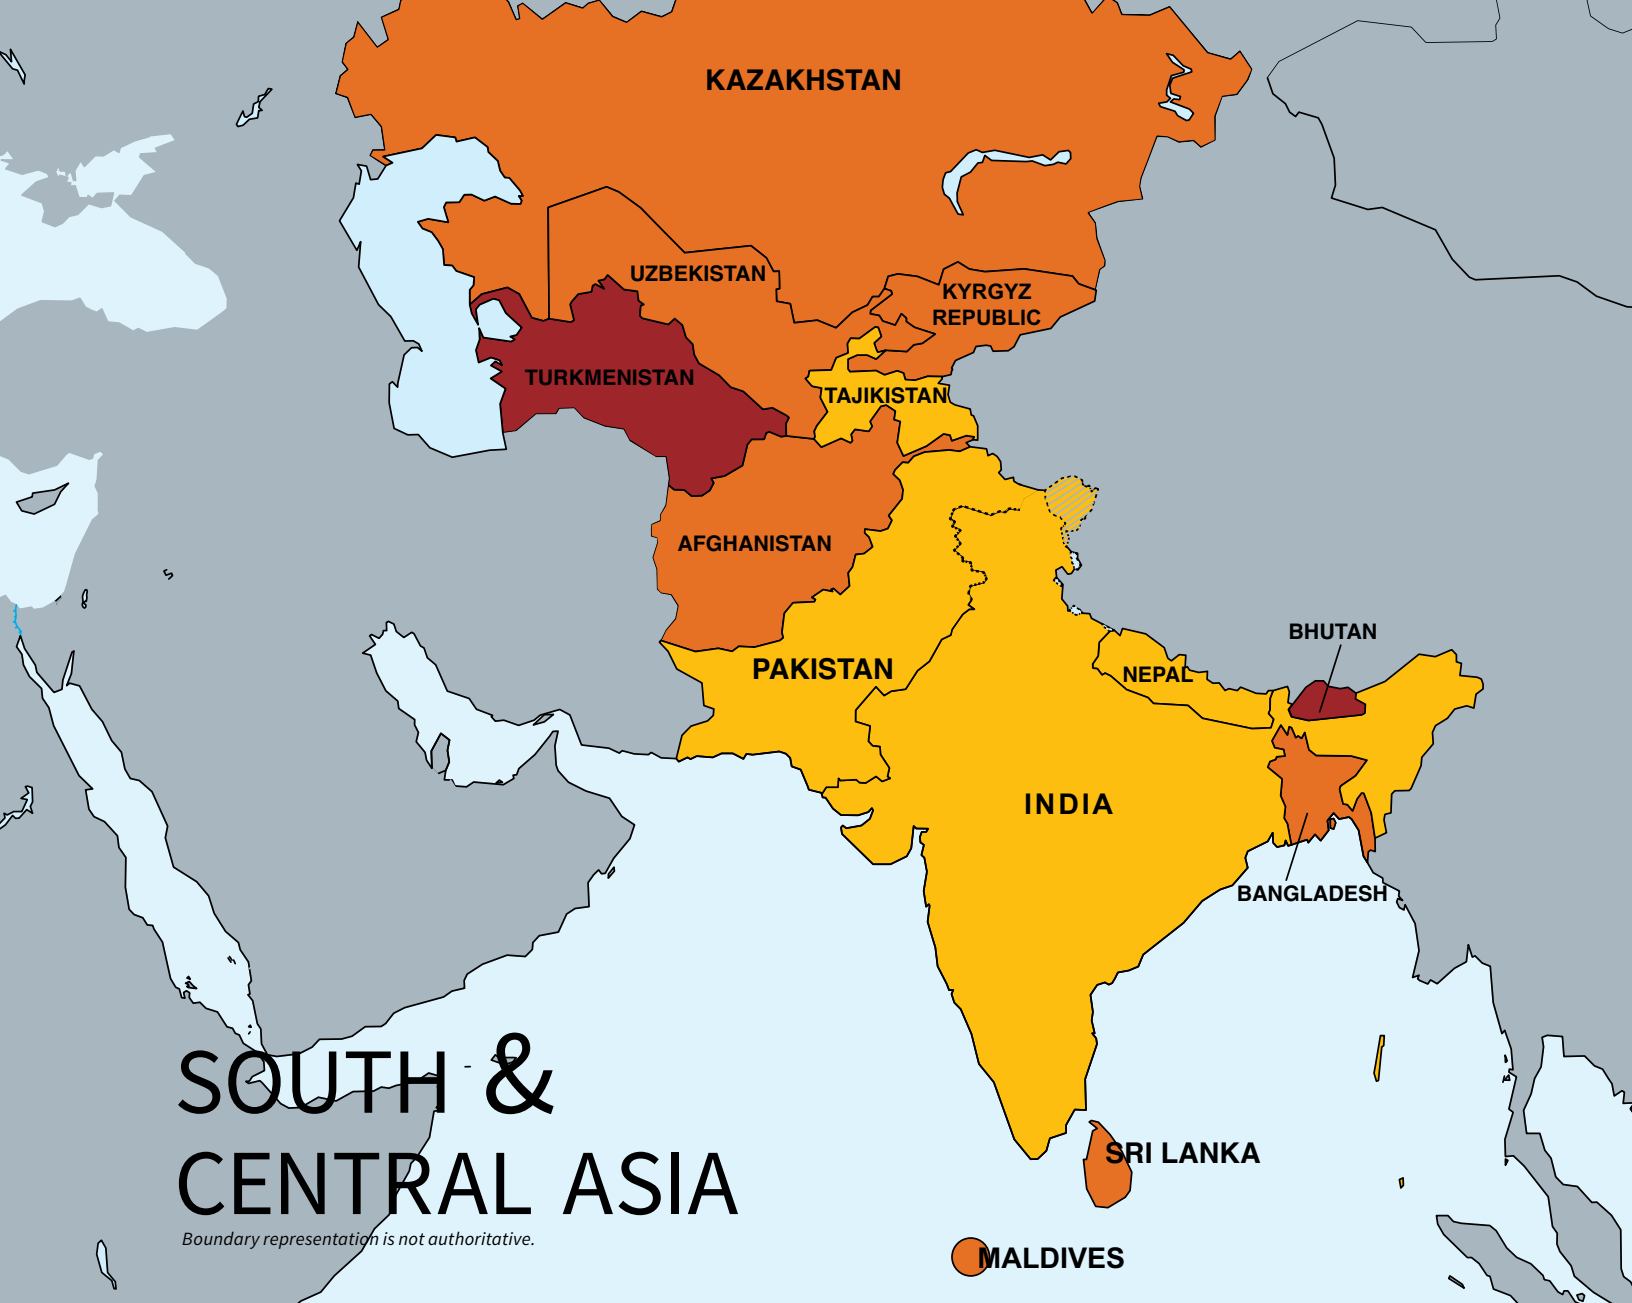 KAZAKHSTAN
UZBEKISTAN
KYRGYZ
REPUBLIC
TURKMENISTAN
TAJIKISTAN
AFGHANISTAN
BHUTAN
PAKISTAN
NEPAL
INDIA
BANGLADESH
SOUTH &
CENTRAL ASIA
Boundary representation is not authoritative.
SRI LANKA
MALDIVES